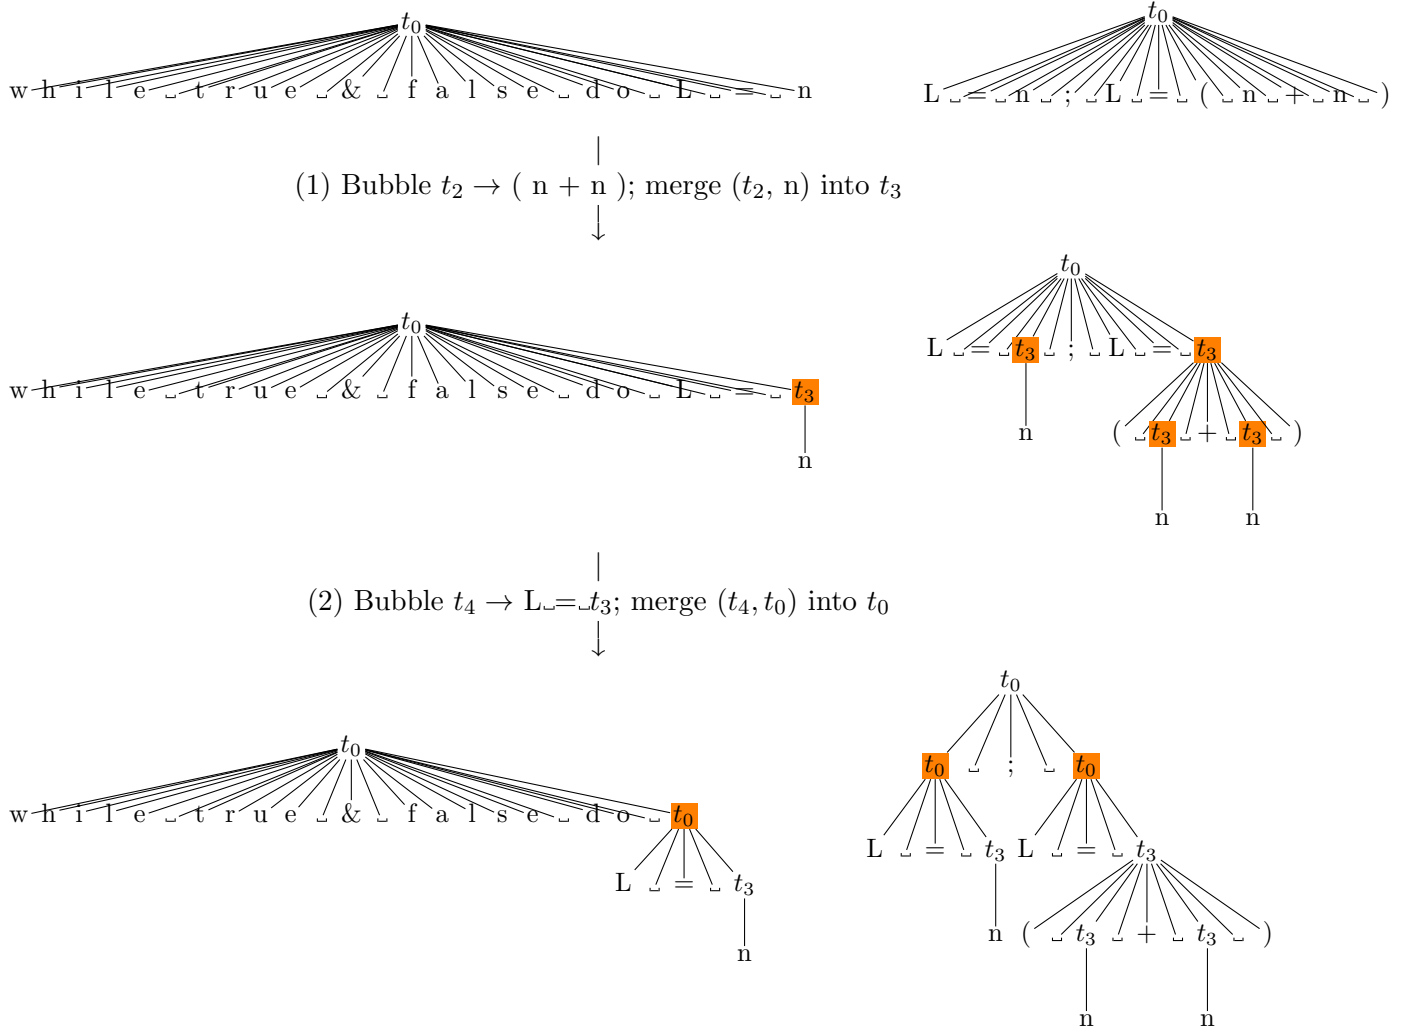 t₀ t₀
w h i l e ␣ t r u e ␣ & ␣ f a l s e ␣ d o ␣ L ␣ = ␣ n L ␣ = ␣ n ␣ ; ␣ L ␣ = ␣ ( ␣ n ␣ + ␣ n ␣ )
(1) Bubble t₂ → ( n + n ); merge (t₂, n) into t₃
t₀
t₀
L ␣ = ␣ t₃ ␣ ; ␣ L ␣ = ␣ t₃
w h i l e ␣ t r u e ␣ & ␣ f a l s e ␣ d o ␣ L ␣ = ␣ t₃
n ( ␣ t₃ ␣ + ␣ t₃ ␣ )
n
n n
(2) Bubble t₄ → L␣=␣t₃; merge (t₄, t₀) into t₀
t₀
t₀
t₀ ␣ ; ␣ t₀
w h i l e ␣ t r u e ␣ & ␣ f a l s e ␣ d o ␣ t₀
L ␣ = ␣ t₃ L ␣ = ␣ t₃
L ␣ = ␣ t₃
n ( ␣ t₃ ␣ + ␣ t₃ ␣ )
n
n n